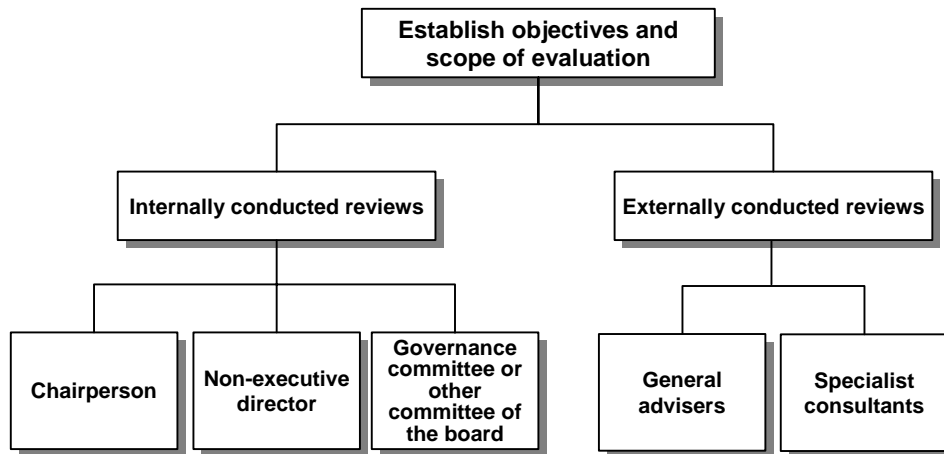 Establish objectives and
scope of evaluation
Internally conducted reviews
Externally conducted reviews
Chairperson
Non-executive
director
Governance
committee or
other
committee of
the board
General
advisers
Specialist
consultants